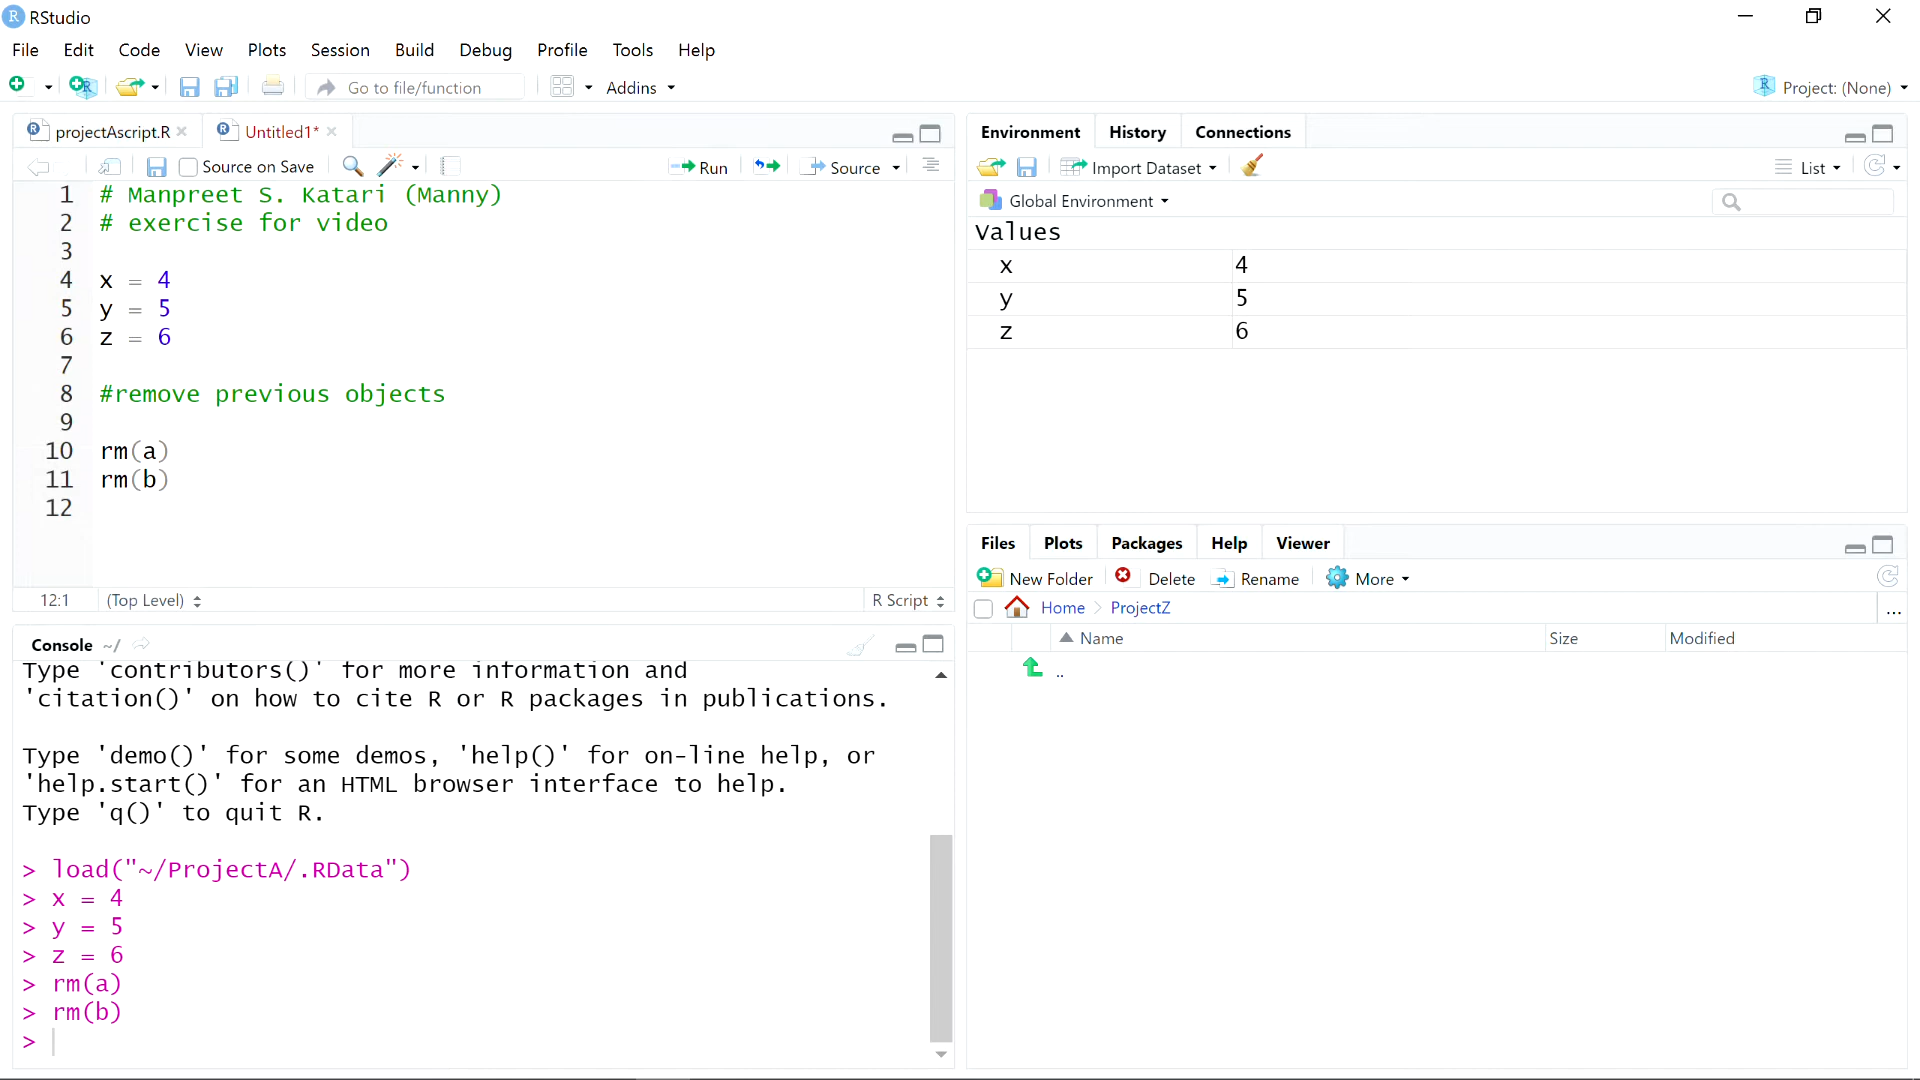 RStudio
File Edit Code View Plots Session Build Debug Profile Tools Help
Go to file/function Addins Project: (None)
projectAscript.R Untitled1*
Source on Save Run Source
1 # Manpreet S. Katari (Manny)
2 # exercise for video
3
4 x = 4
5 y = 5
6 z = 6
7
8 #remove previous objects
9
10 rm(a)
11 rm(b)
12
12:1 (Top Level) R Script
Console ~/
Type 'contributors()' for more information and
'citation()' on how to cite R or R packages in publications.
Type 'demo()' for some demos, 'help()' for on-line help, or
'help.start()' for an HTML browser interface to help.
Type 'q()' to quit R.
> load("~/ProjectA/.RData")
> x = 4
> y = 5
> z = 6
> rm(a)
> rm(b)
>
Environment History Connections
Import Dataset List
Global Environment
Values
x 4
y 5
z 6
Files Plots Packages Help Viewer
New Folder Delete Rename More
Home ProjectZ ...
Name Size Modified
..